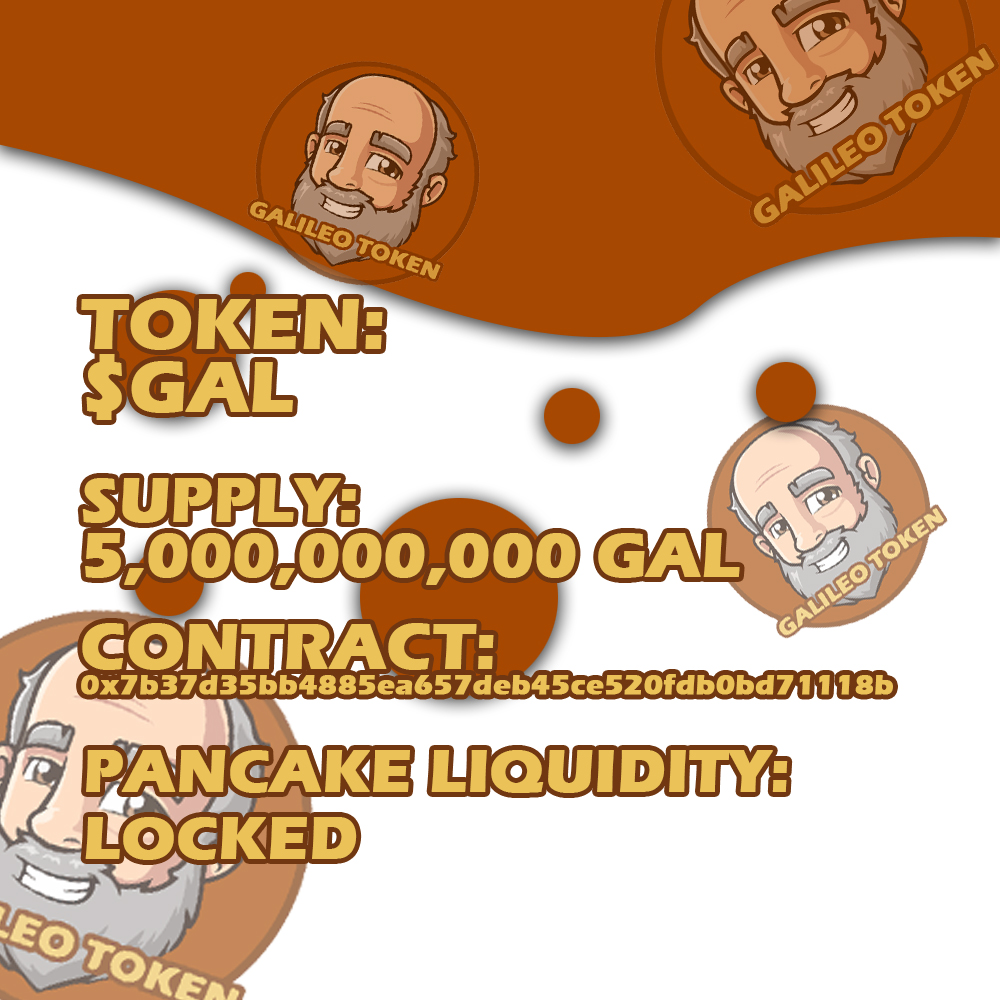 GALILEO TOKEN
GALILEO TOKEN
TOKEN:
$GAL
SUPPLY:
5,000,000,000 GAL
GALILEO TOKEN
CONTRACT:
0x7b37d35bb4885ea657deb45ce520fdb0bd71118b
PANCAKE LIQUIDITY:
LOCKED
LEO TOKEN